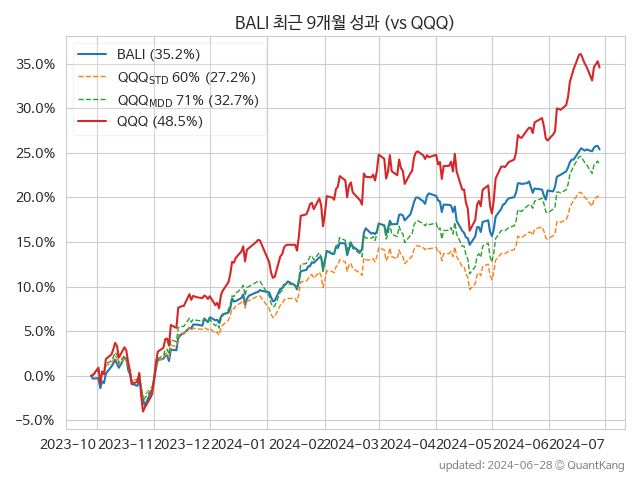 BALI 최근 9개월 성과 (vs QQQ)
BALI (35.2%)
QQQSTD 60% (27.2%)
QQQMDD 71% (32.7%)
QQQ (48.5%)
35.0%
30.0%
25.0%
20.0%
15.0%
10.0%
5.0%
0.0%
−5.0%
2023-10 2023-11 2023-12 2024-01 2024-02 2024-03 2024-04 2024-05 2024-06 2024-07
updated: 2024-06-28 © QuantKang